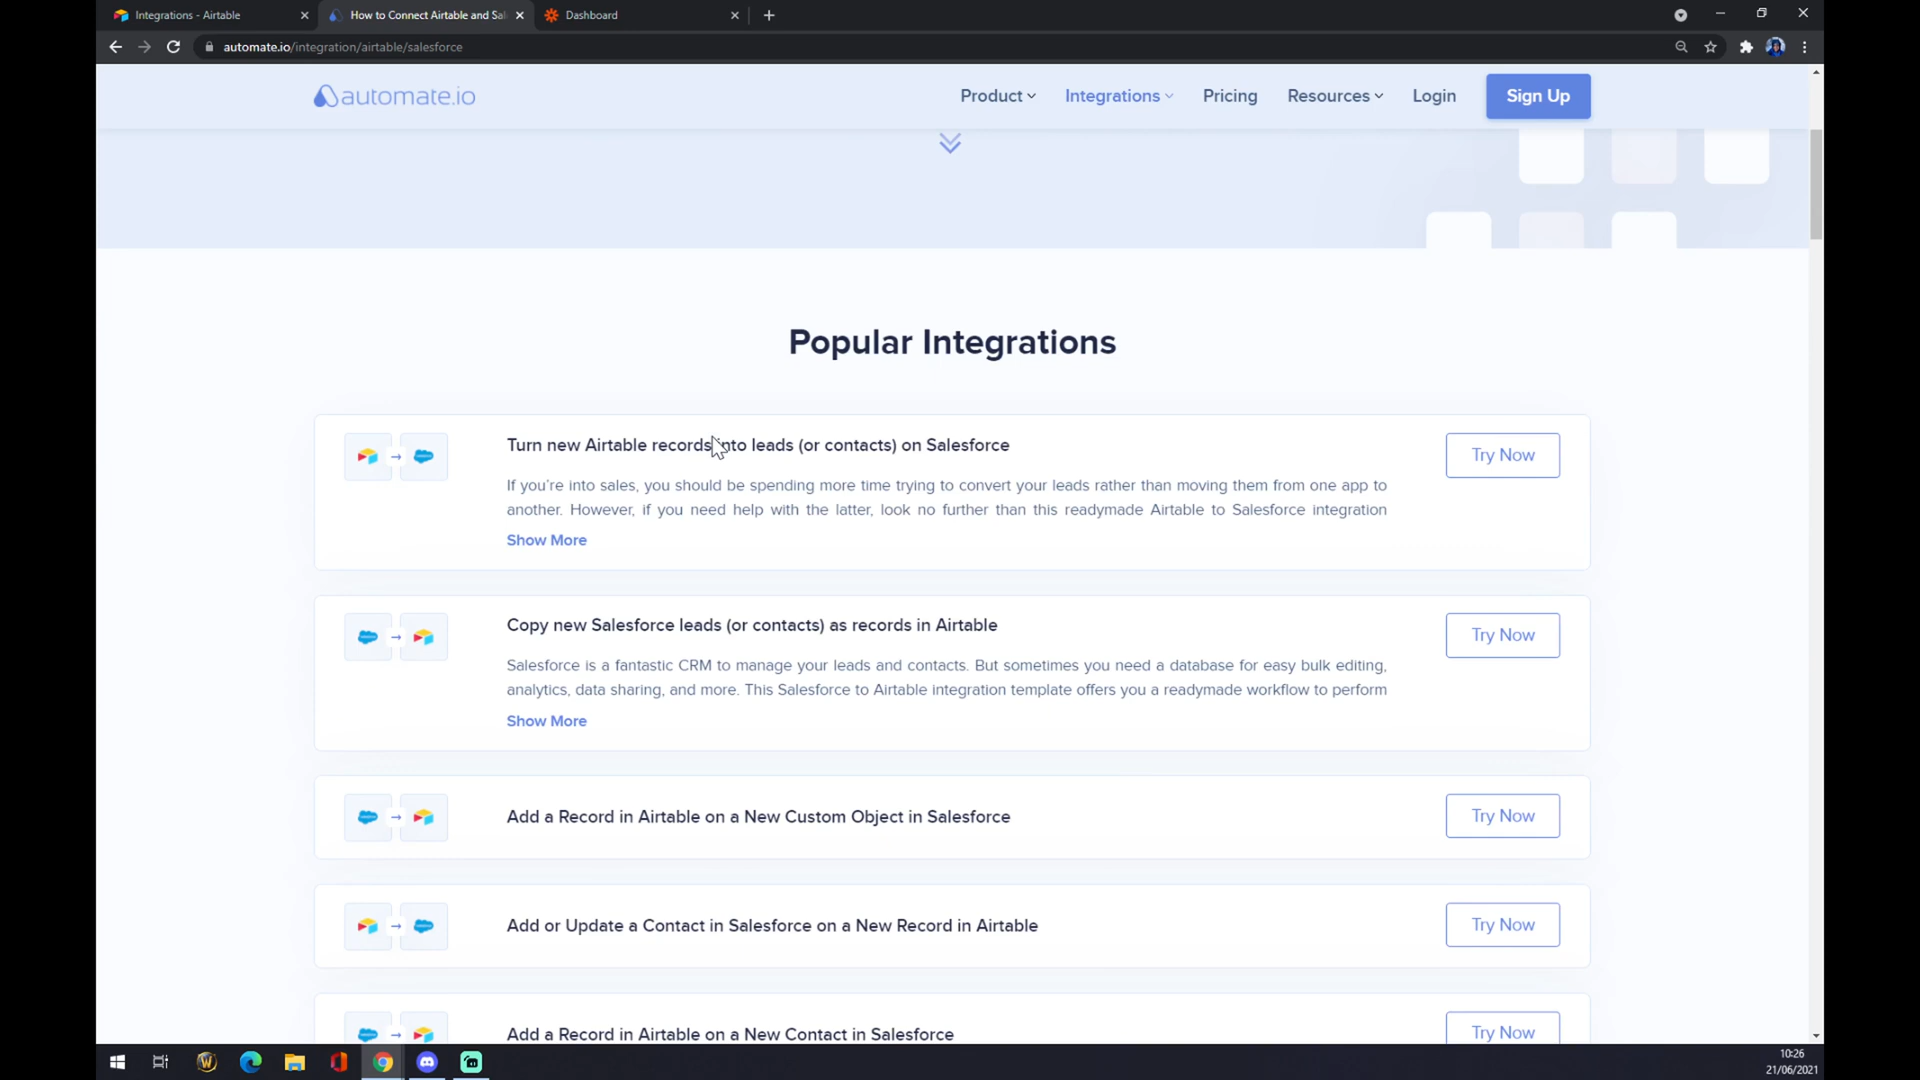 Integrations - Airtable
How to Connect Airtable and Sal
Dashboard
automate.io/integration/airtable/salesforce
automate.io
Product
Integrations
Pricing
Resources
Login
Sign Up
Popular Integrations
Turn new Airtable records into leads (or contacts) on Salesforce
Try Now
If you're into sales, you should be spending more time trying to convert your leads rather than moving them from one app to
another. However, if you need help with the latter, look no further than this readymade Airtable to Salesforce integration
Show More
Copy new Salesforce leads (or contacts) as records in Airtable
Try Now
Salesforce is a fantastic CRM to manage your leads and contacts. But sometimes you need a database for easy bulk editing,
analytics, data sharing, and more. This Salesforce to Airtable integration template offers you a readymade workflow to perform
Show More
Add a Record in Airtable on a New Custom Object in Salesforce
Try Now
Add or Update a Contact in Salesforce on a New Record in Airtable
Try Now
Add a Record in Airtable on a New Contact in Salesforce
Try Now
10:26
21/06/2021